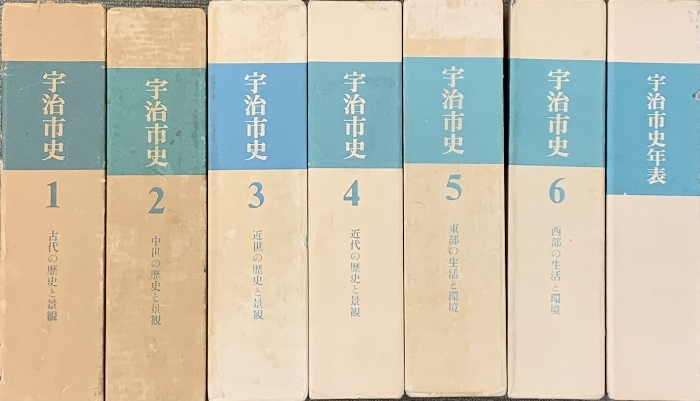 宇治市史
1
古代の歴史と景観
宇治市史
2
中世の歴史と景観
宇治市史
3
近世の歴史と景観
宇治市史
4
近代の歴史と景観
宇治市史
5
東部の生活と環境
宇治市史
6
西部の生活と環境
宇治市史年表